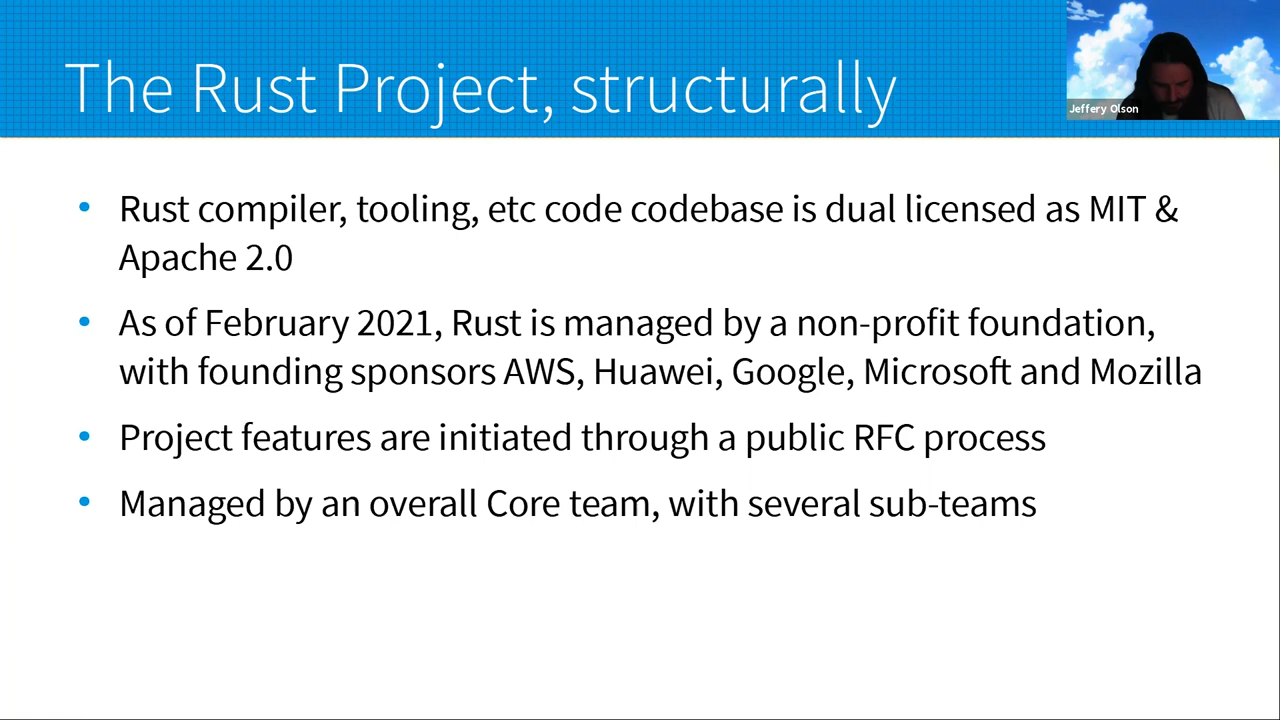 The Rust Project, structurally
Jeffery Olson
• Rust compiler, tooling, etc code codebase is dual licensed as MIT &
Apache 2.0
• As of February 2021, Rust is managed by a non-profit foundation,
with founding sponsors AWS, Huawei, Google, Microsoft and Mozilla
• Project features are initiated through a public RFC process
• Managed by an overall Core team, with several sub-teams